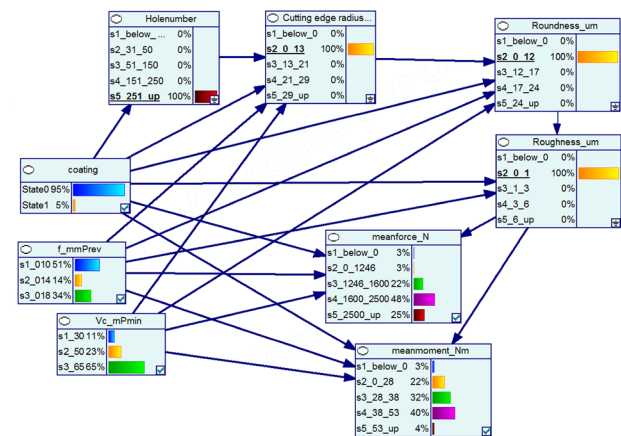 Holenumber
s1_below_ ... 0%
s2_31_50 0%
s3_51_150 0%
s4_151_250 0%
s5_251_up 100%
Cutting edge radius...
s1_below_0 0%
s2_0_13 100%
s3_13_21 0%
s4_21_29 0%
s5_29_up 0%
Roundness_um
s1_below_0 0%
s2_0_12 100%
s3_12_17 0%
s4_17_24 0%
s5_24_up 0%
Roughness_um
s1_below_0 0%
s2_0_1 100%
s3_1_3 0%
s4_3_6 0%
s5_6_up 0%
coating
State0 95%
State1 5%
f_mmPrev
s1_010 51%
s2_014 14%
s3_018 34%
Vc_mPmin
s1_30 11%
s2_50 23%
s3_65 65%
meanforce_N
s1_below_0 3%
s2_0_1246 3%
s3_1246_1600 22%
s4_1600_2500 48%
s5_2500_up 25%
meanmoment_Nm
s1_below_0 3%
s2_0_28 22%
s3_28_38 32%
s4_38_53 40%
s5_53_up 4%